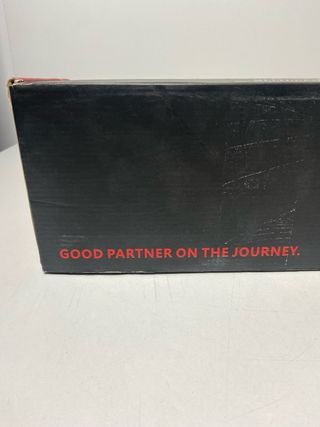 GOOD PARTNER ON THE JOURNEY.